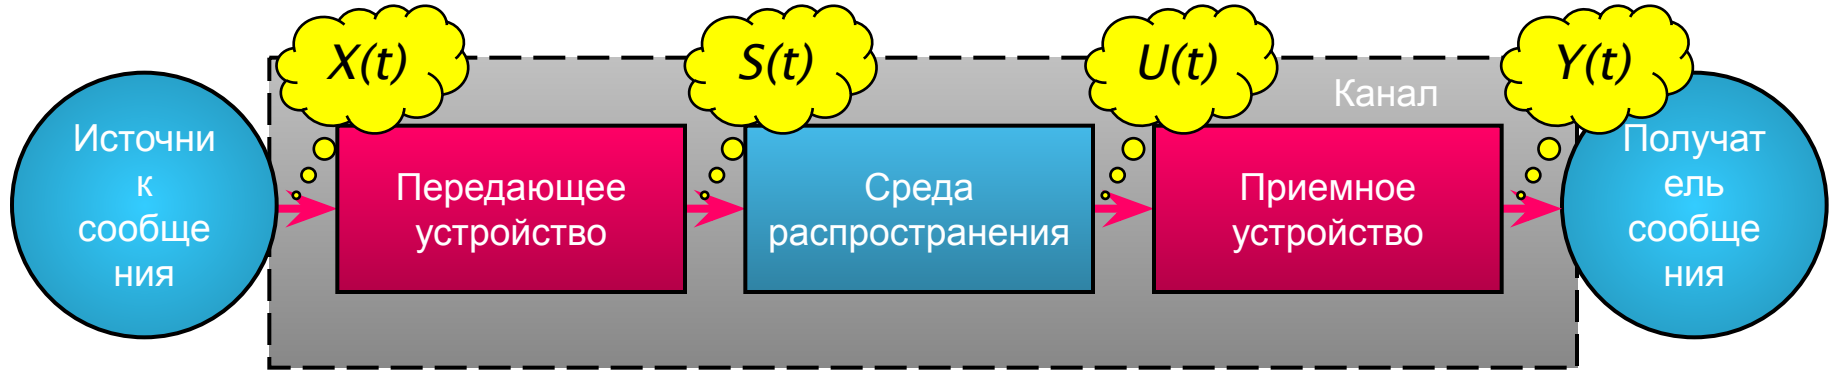 X(t)
S(t)
U(t)
Y(t)
Канал
Источни
к
сообще
ния
Передающее
устройство
Среда
распространения
Приемное
устройство
Получат
ель
сообще
ния